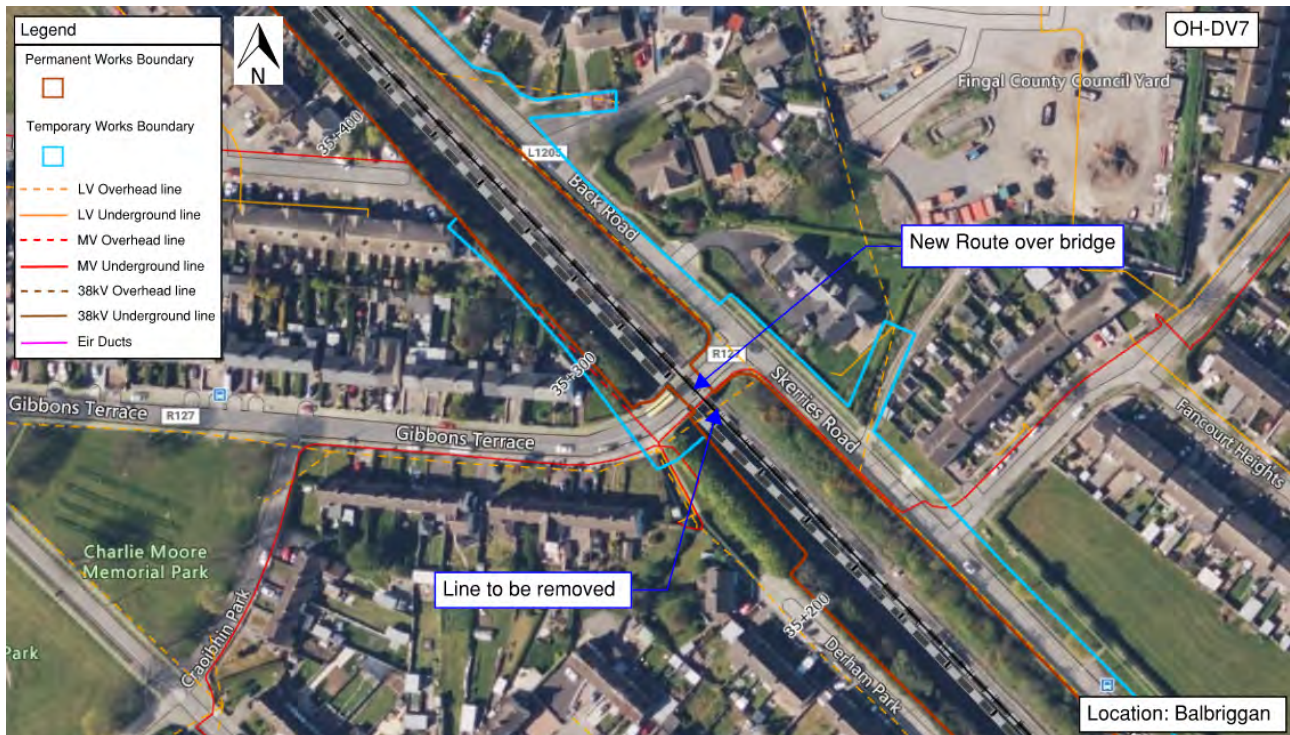 Legend
Permanent Works Boundary
Temporary Works Boundary
LV Overhead line
LV Underground line
MV Overhead line
MV Underground line
38kV Overhead line
38kV Underground line
Eir Ducts
N
OH-DV7
Fingal County Council Yard
35+400
L1205
Back Road
New Route over bridge
35+300
R127
Skerries Road
Gibbons Terrace
R127
Gibbons Terrace
Fancourt Heights
Charlie Moore
Memorial Park
Line to be removed
Craoibhin Park
35+200
Park
Derham Park
Location: Balbriggan